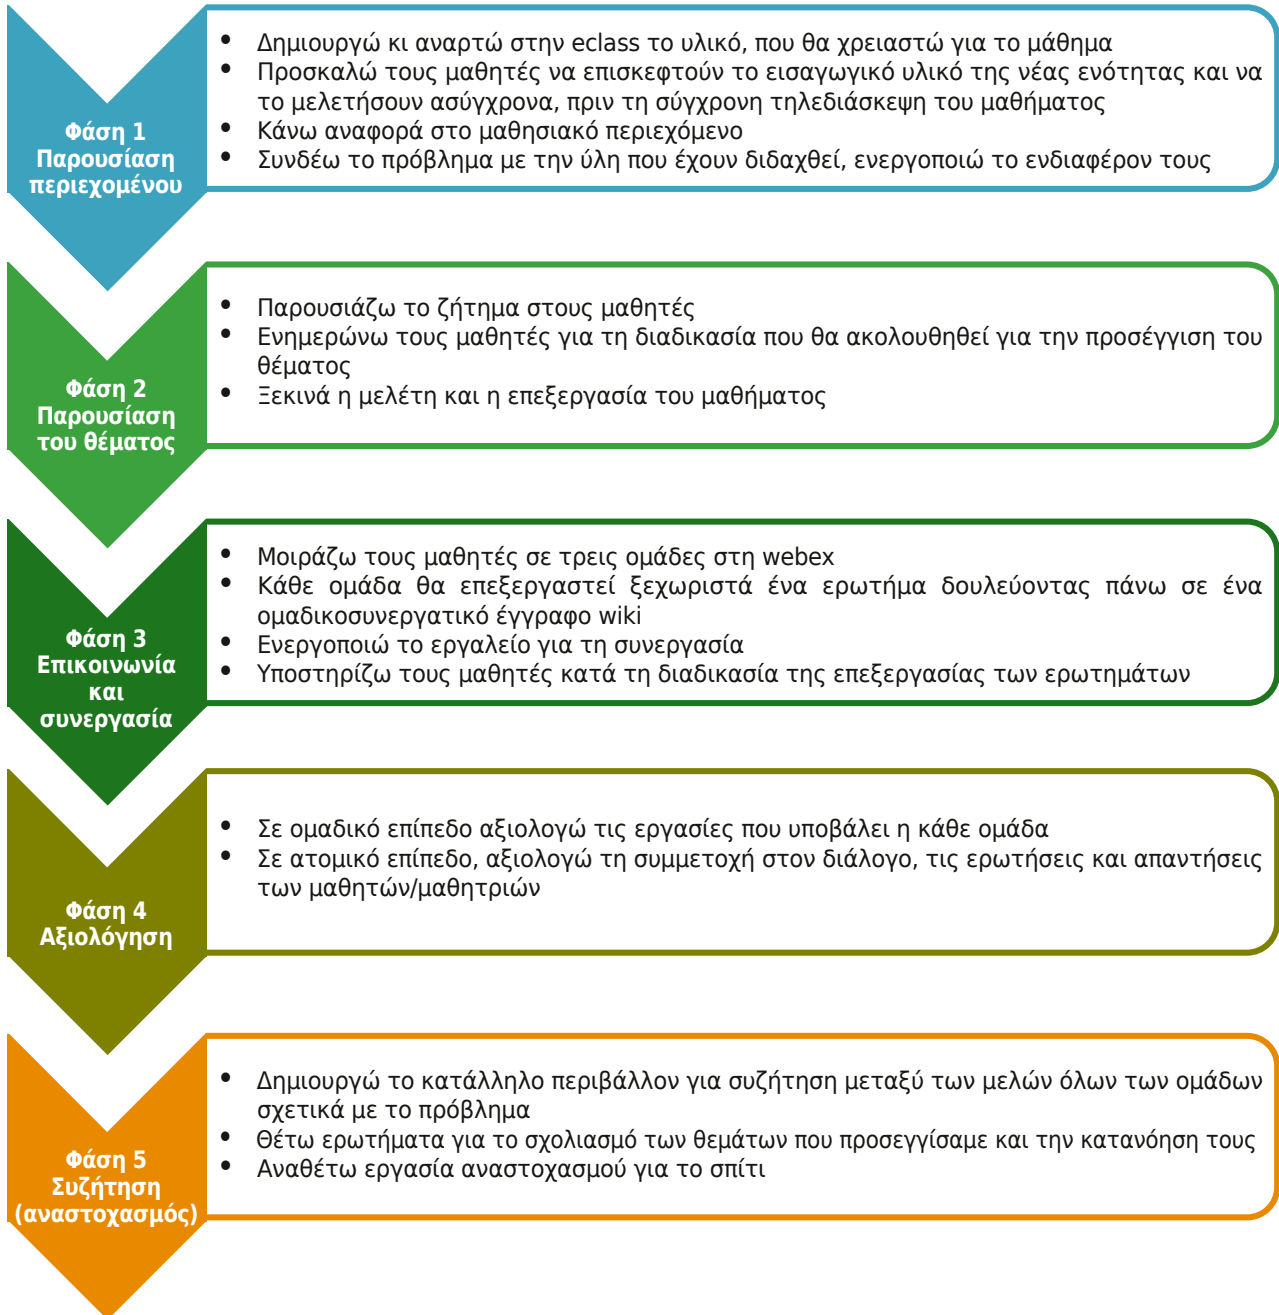 Φάση 1
Παρουσίαση
περιεχομένου
• Δημιουργώ κι αναρτώ στην eclass το υλικό, που θα χρειαστώ για το μάθημα
• Προσκαλώ τους μαθητές να επισκεφτούν το εισαγωγικό υλικό της νέας ενότητας και να
το μελετήσουν ασύγχρονα, πριν τη σύγχρονη τηλεδιάσκεψη του μαθήματος
• Κάνω αναφορά στο μαθησιακό περιεχόμενο
• Συνδέω το πρόβλημα με την ύλη που έχουν διδαχθεί, ενεργοποιώ το ενδιαφέρον τους
Φάση 2
Παρουσίαση
του θέματος
• Παρουσιάζω το ζήτημα στους μαθητές
• Ενημερώνω τους μαθητές για τη διαδικασία που θα ακολουθηθεί για την προσέγγιση του
θέματος
• Ξεκινά η μελέτη και η επεξεργασία του μαθήματος
Φάση 3
Επικοινωνία
και
συνεργασία
• Μοιράζω τους μαθητές σε τρεις ομάδες στη webex
• Κάθε ομάδα θα επεξεργαστεί ξεχωριστά ένα ερωτήμα δουλεύοντας πάνω σε ένα
ομαδικοσυνεργατικό έγγραφο wiki
• Ενεργοποιώ το εργαλείο για τη συνεργασία
• Υποστηρίζω τους μαθητές κατά τη διαδικασία της επεξεργασίας των ερωτημάτων
Φάση 4
Αξιολόγηση
• Σε ομαδικό επίπεδο αξιολογώ τις εργασίες που υποβάλει η κάθε ομάδα
• Σε ατομικό επίπεδο, αξιολογώ τη συμμετοχή στον διάλογο, τις ερωτήσεις και απαντήσεις
των μαθητών/μαθητριών
Φάση 5
Συζήτηση
(αναστοχασμός)
• Δημιουργώ το κατάλληλο περιβάλλον για συζήτηση μεταξύ των μελών όλων των ομάδων
σχετικά με το πρόβλημα
• Θέτω ερωτήματα για το σχολιασμό των θεμάτων που προσεγγίσαμε και την κατανόηση τους
• Αναθέτω εργασία αναστοχασμού για το σπίτι